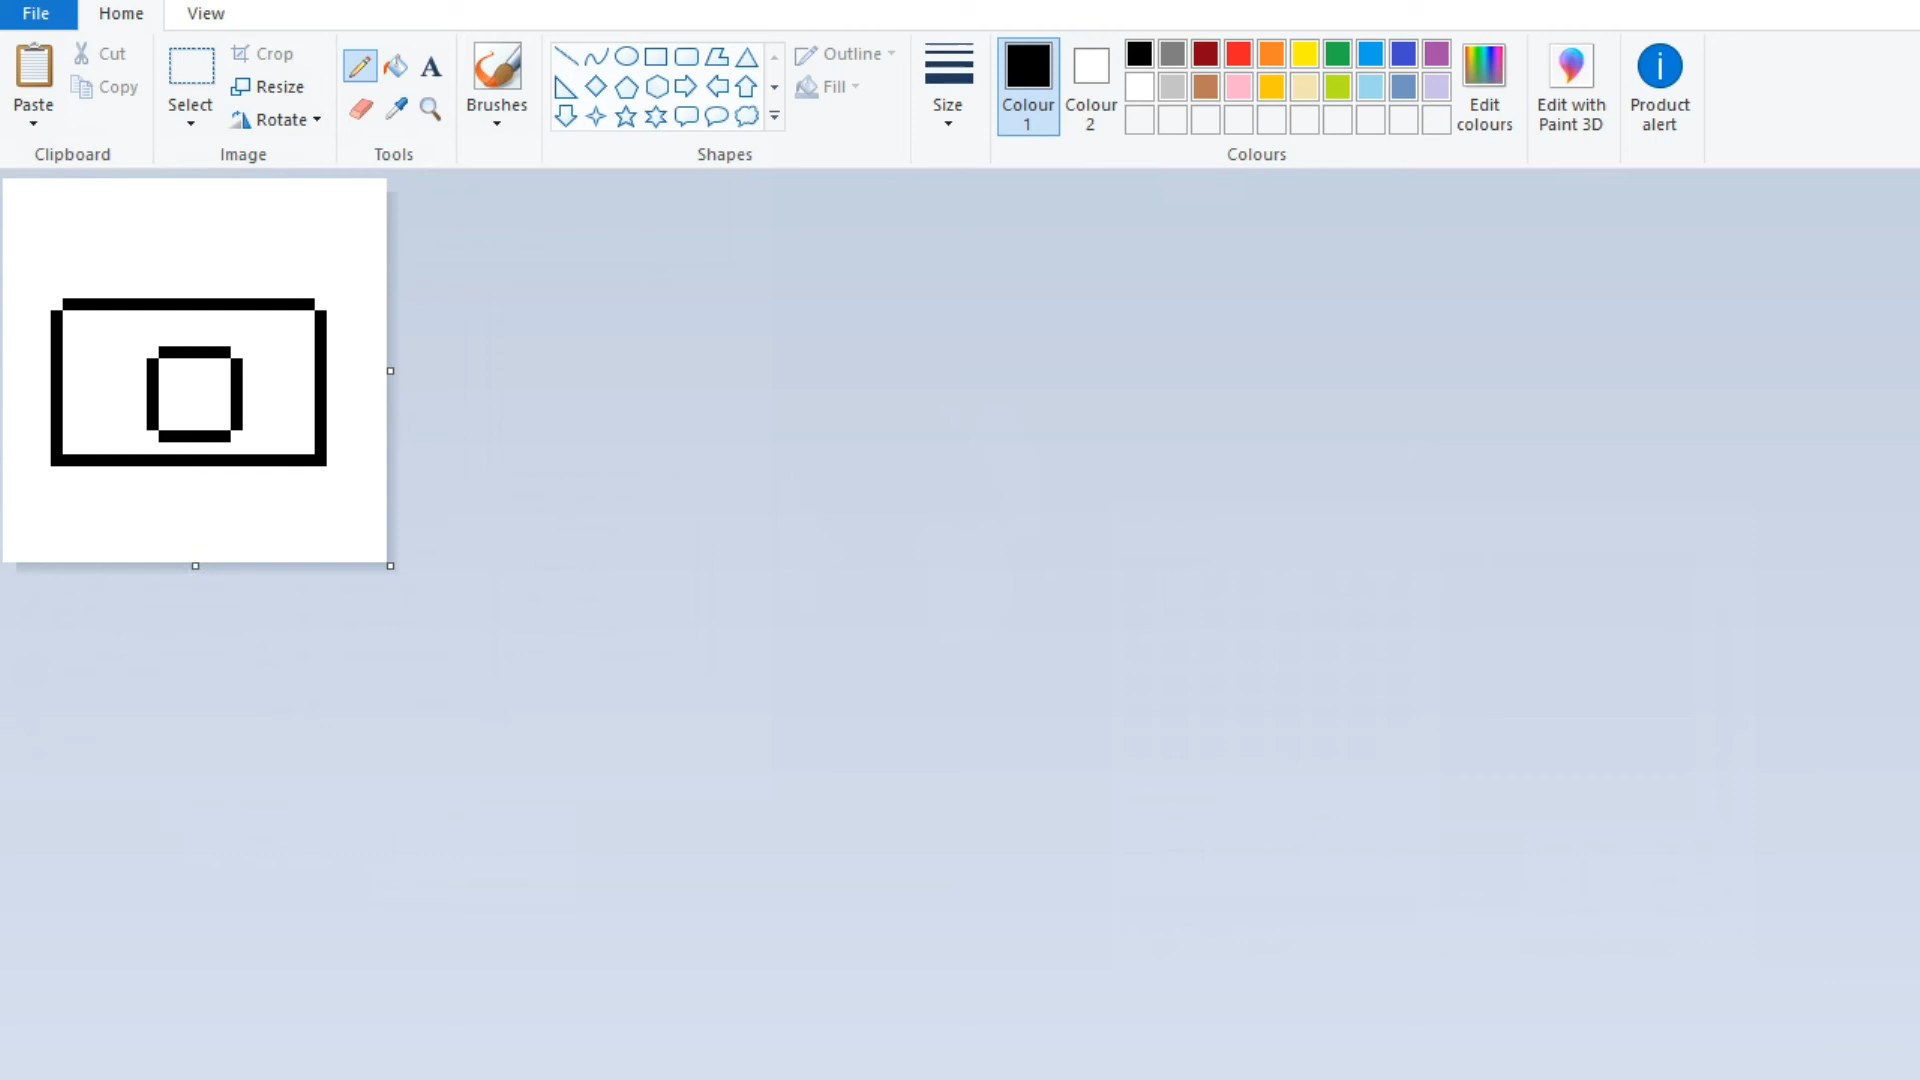 File Home View
Paste
Cut
Copy
Clipboard
Select
Crop
Resize
Rotate
Image
A
Tools
Brushes
Outline
Fill
Shapes
Size
Colour 1
Colour 2
Edit colours
Colours
Edit with Paint 3D
Product alert